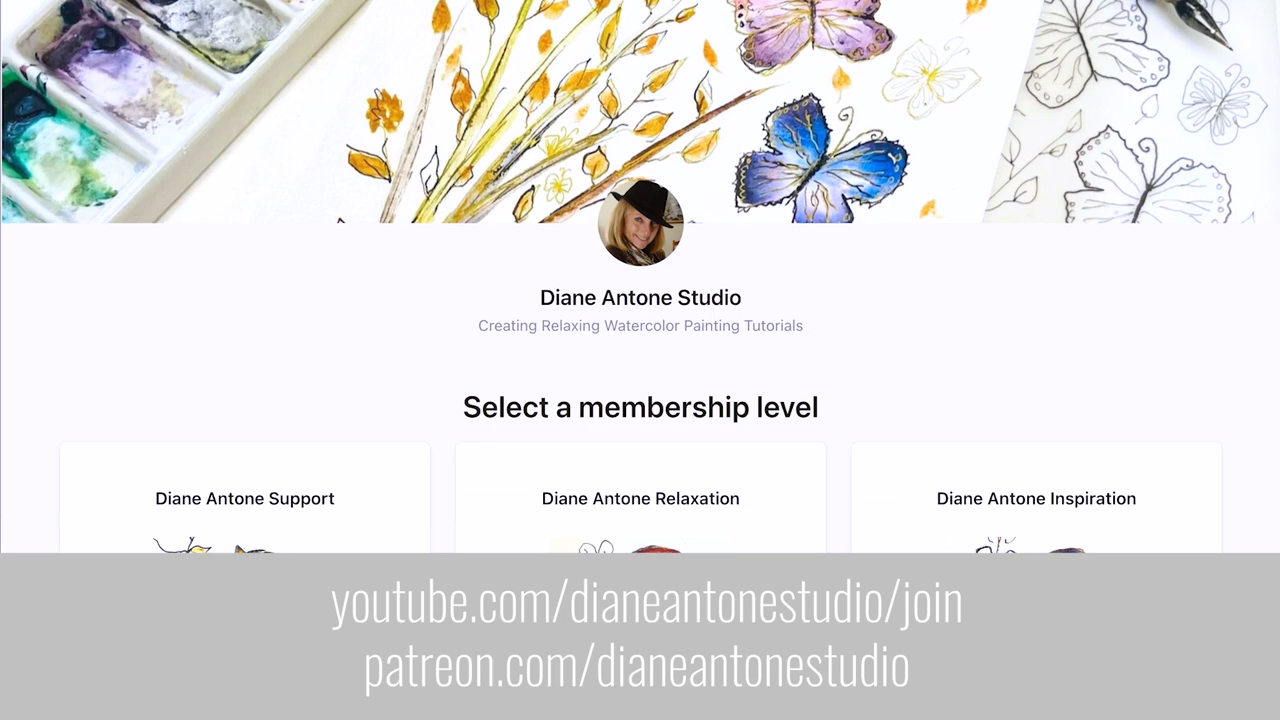 Diane Antone Studio
Creating Relaxing Watercolor Painting Tutorials
Select a membership level
Diane Antone Support
Diane Antone Relaxation
Diane Antone Inspiration
youtube.com/dianeantonestudio/join
patreon.com/dianeantonestudio